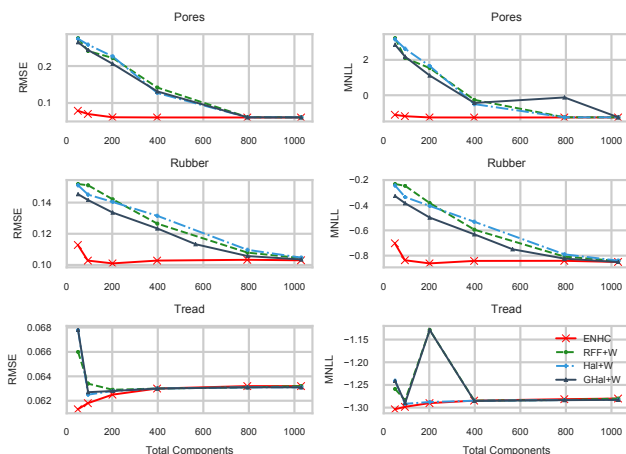 Pores
Pores
RMSE
0.2
0.1
0 200 400 600 800 1000
MNLL
2
0
0 200 400 600 800 1000
Rubber
Rubber
RMSE
0.14
0.12
0.10
0 200 400 600 800 1000
MNLL
−0.2
−0.4
−0.6
−0.8
0 200 400 600 800 1000
Tread
Tread
RMSE
0.068
0.066
0.064
0.062
0 200 400 600 800 1000
Total Components
MNLL
−1.15
−1.20
−1.25
−1.30
ENHC
RFF+W
Hal+W
GHal+W
0 200 400 600 800 1000
Total Components